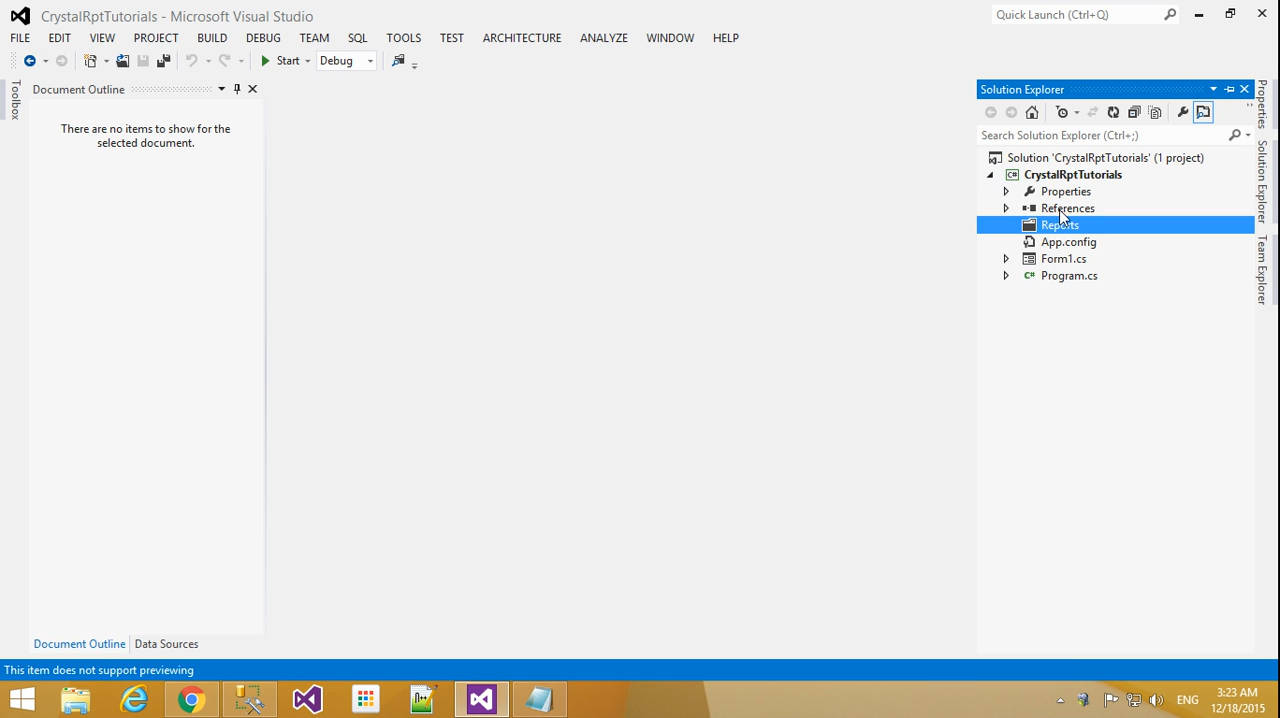 CrystalRptTutorials - Microsoft Visual Studio
Quick Launch (Ctrl+Q)
FILE EDIT VIEW PROJECT BUILD DEBUG TEAM SQL TOOLS TEST ARCHITECTURE ANALYZE WINDOW HELP
Start Debug
Toolbox
Document Outline
There are no items to show for the
selected document.
Document Outline Data Sources
Solution Explorer
Search Solution Explorer (Ctrl+;)
Solution 'CrystalRptTutorials' (1 project)
C# CrystalRptTutorials
Properties
References
Reports
App.config
Form1.cs
C# Program.cs
Properties
Solution Explorer
Team Explorer
This item does not support previewing
ENG
3:23 AM
12/18/2015